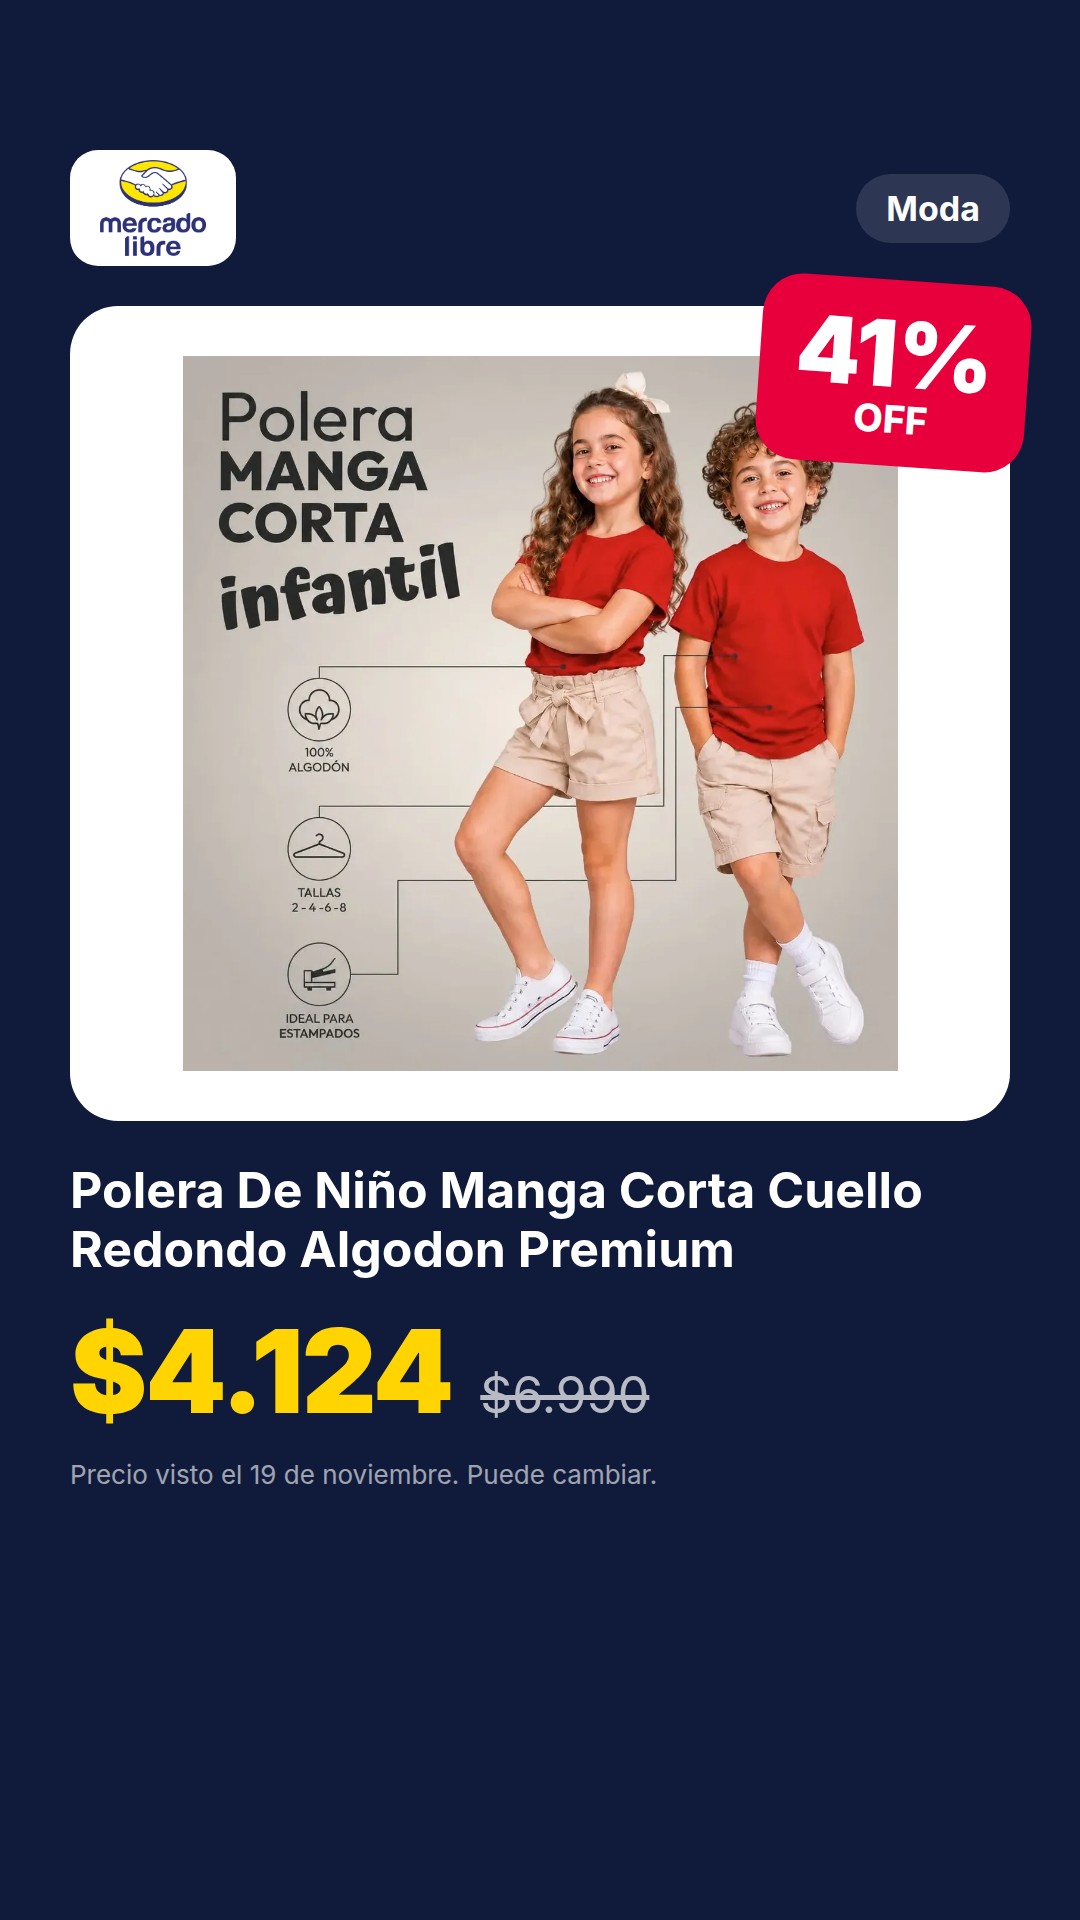 mercado
libre
Moda
41%
OFF
Polera
MANGA
CORTA
infantil
100%
ALGODÓN
TALLAS
2-4-6-8
IDEAL PARA
ESTAMPADOS
Polera De Niño Manga Corta Cuello
Redondo Algodon Premium
$4.124 $6.990
Precio visto el 19 de noviembre. Puede cambiar.